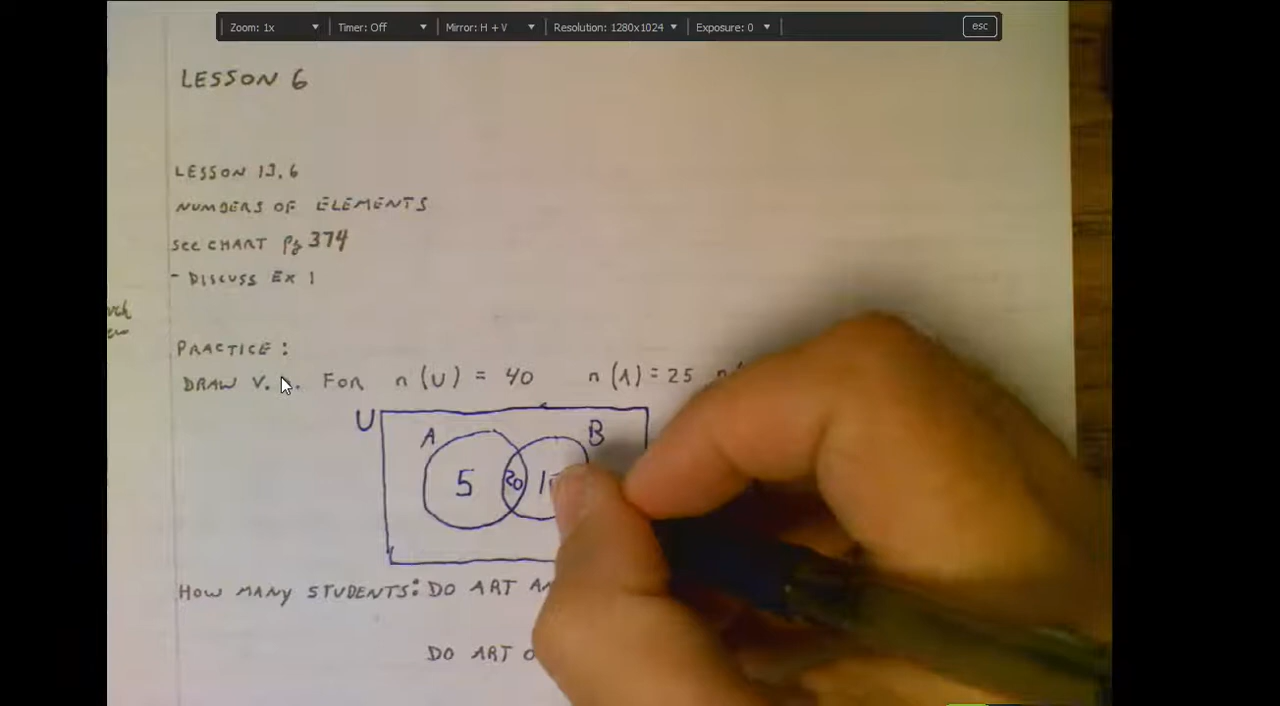 Zoom: 1x Timer: Off Mirror: H + V Resolution: 1280x1024 Exposure: 0 esc
LESSON 6
LESSON 13.6
NUMBERS OF ELEMENTS
See CHART Pg 374
- DISCUSS EX 1
PRACTICE:
DRAW V. FOR n(U) = 40 n(A) = 25
U
A B
5 20
HOW MANY STUDENTS: DO ART
DO ART